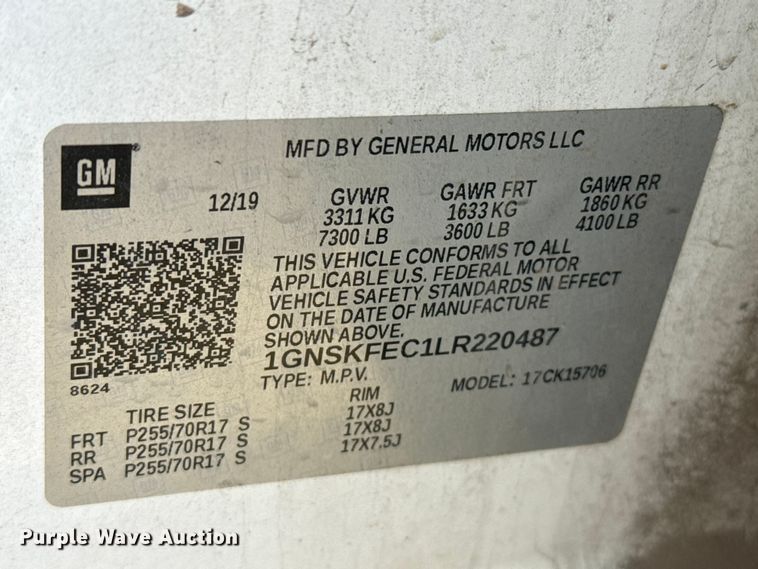 GM®
MFD BY GENERAL MOTORS LLC
12/19
GVWR GAWR FRT GAWR RR
3311 KG 1633 KG 1860 KG
7300 LB 3600 LB 4100 LB
THIS VEHICLE CONFORMS TO ALL
APPLICABLE U.S. FEDERAL MOTOR
VEHICLE SAFETY STANDARDS IN EFFECT
ON THE DATE OF MANUFACTURE
SHOWN ABOVE.
1GNSKFEC1LR220487
TYPE: M.P.V. MODEL: 17CK15706
8624
TIRE SIZE RIM
FRT P255/70R17 S 17X8J
RR P255/70R17 S 17X8J
SPA P255/70R17 S 17X7.5J
Purple Wave Auction